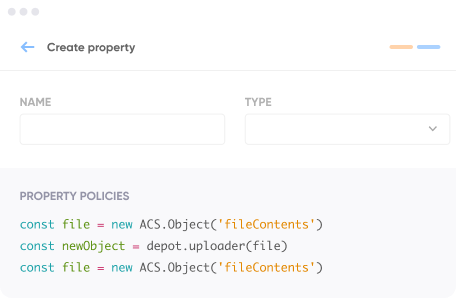 Create property
NAME
TYPE
PROPERTY POLICIES
const file = new ACS.Object('fileContents')
const newObject = depot.uploader(file)
const file = new ACS.Object('fileContents')